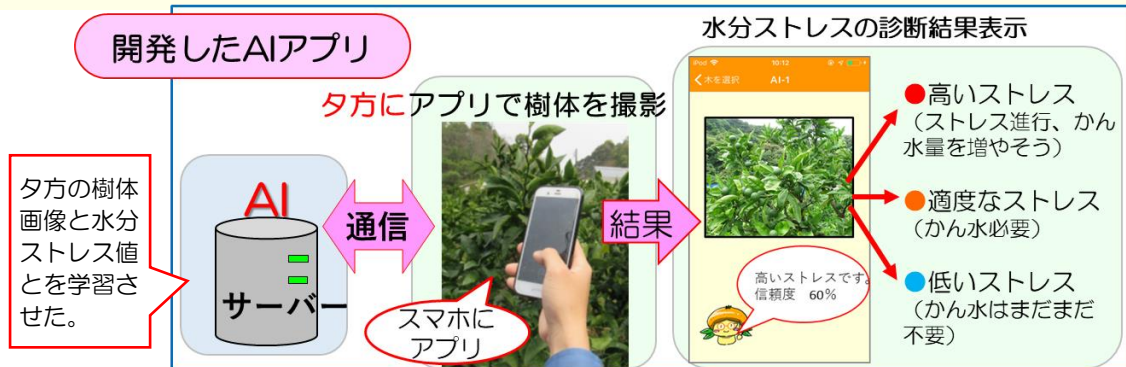 開発したAIアプリ
水分ストレスの診断結果表示
夕方にアプリで樹体を撮影
夕方の樹体
画像と水分
ストレス値
とを学習さ
せた。
AI
サーバー
通信
スマホに
アプリ
結果
iPod
10:12
木を選択
AI-1
高いストレスです。
信頼度 60%
●高いストレス
（ストレス進行、かん
水量を増やそう）
●適度なストレス
（かん水必要）
●低いストレス
（かん水はまだまだ
不要）